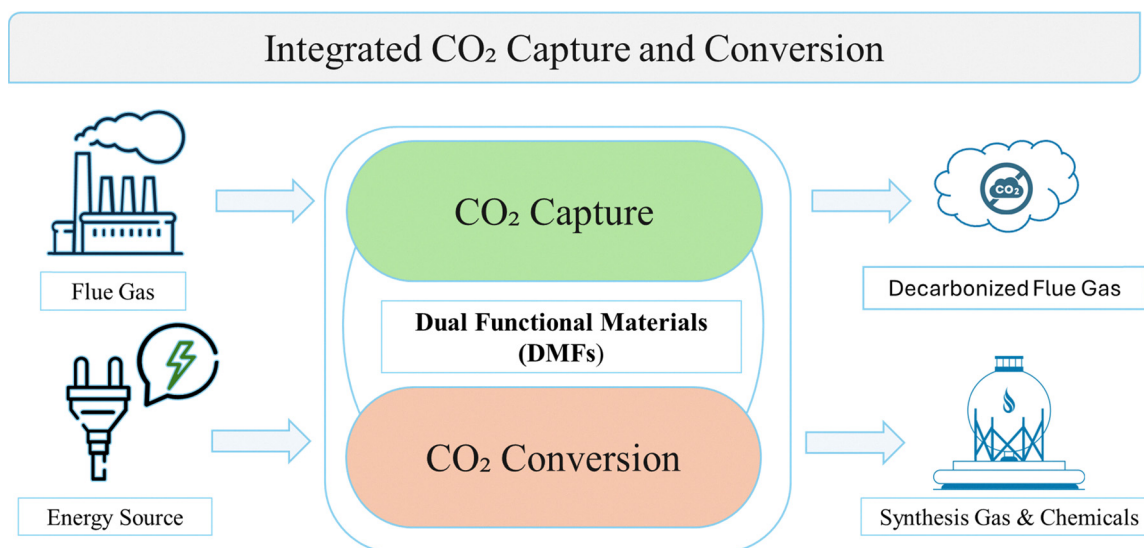 Integrated CO₂ Capture and Conversion
CO₂ Capture
CO₂
Flue Gas
Decarbonized Flue Gas
Dual Functional Materials
(DMFs)
CO₂ Conversion
Energy Source
Synthesis Gas & Chemicals